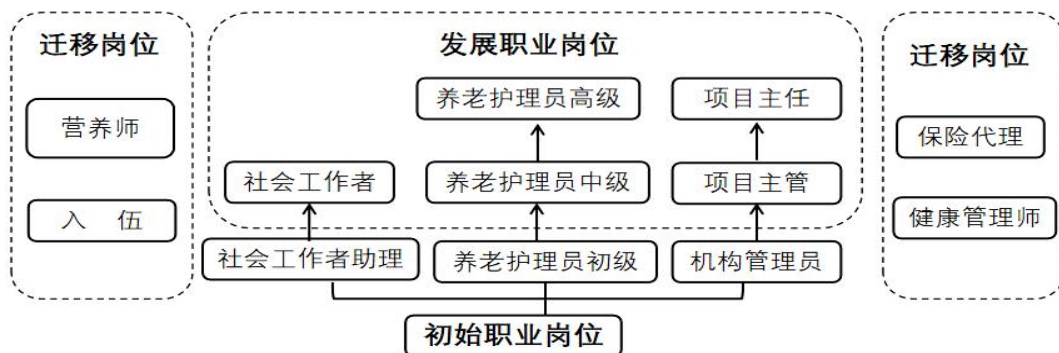 迁移岗位
营养师
入 伍
发展职业岗位
养老护理员高级
项目主任
社会工作者
养老护理员中级
项目主管
社会工作者助理
养老护理员初级
机构管理员
初始职业岗位
迁移岗位
保险代理
健康管理师